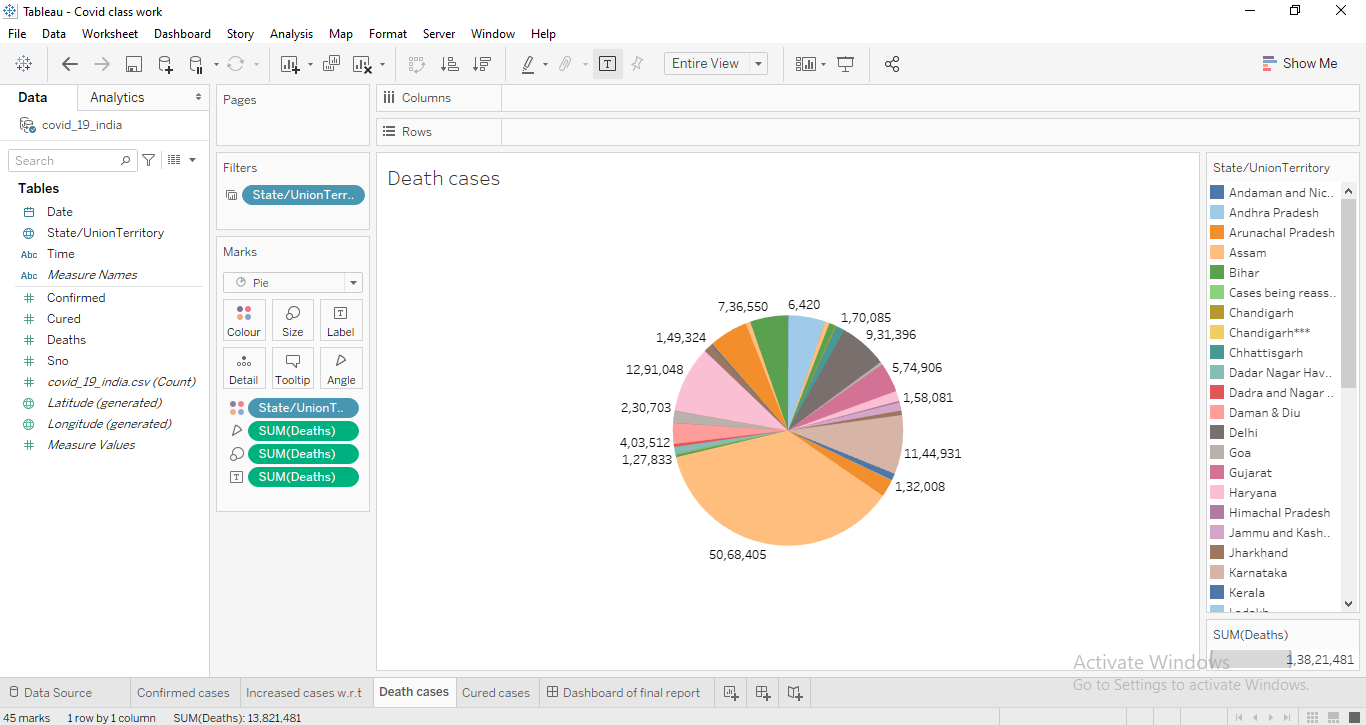 Tableau - Covid class work
File Data Worksheet Dashboard Story Analysis Map Format Server Window Help
Entire View
Show Me
Data
Analytics
covid_19_india
Search
Tables
Date
State/UnionTerritory
Abc Time
Abc Measure Names
Confirmed
Cured
Deaths
Sno
covid_19_india.csv (Count)
Latitude (generated)
Longitude (generated)
Measure Values
Pages
Filters
State/UnionTerr..
Marks
Pie
Colour Size Label
Detail Tooltip Angle
State/UnionT..
SUM(Deaths)
SUM(Deaths)
SUM(Deaths)
Columns
Rows
Death cases
7,36,550
6,420
1,70,085
9,31,396
1,49,324
12,91,048
5,74,906
1,58,081
2,30,703
4,03,512
1,27,833
11,44,931
1,32,008
50,68,405
State/UnionTerritory
Andaman and Nic..
Andhra Pradesh
Arunachal Pradesh
Assam
Bihar
Cases being reass..
Chandigarh
Chandigarh***
Chhattisgarh
Dadar Nagar Hav..
Dadra and Nagar ..
Daman & Diu
Delhi
Goa
Gujarat
Haryana
Himachal Pradesh
Jammu and Kash..
Jharkhand
Karnataka
Kerala
SUM(Deaths)
1,38,21,481
Activate Windows
Go to Settings to activate Windows.
Data Source
Confirmed cases
Increased cases w.r.t
Death cases
Cured cases
Dashboard of final report
45 marks 1 row by 1 column SUM(Deaths): 13,821,481